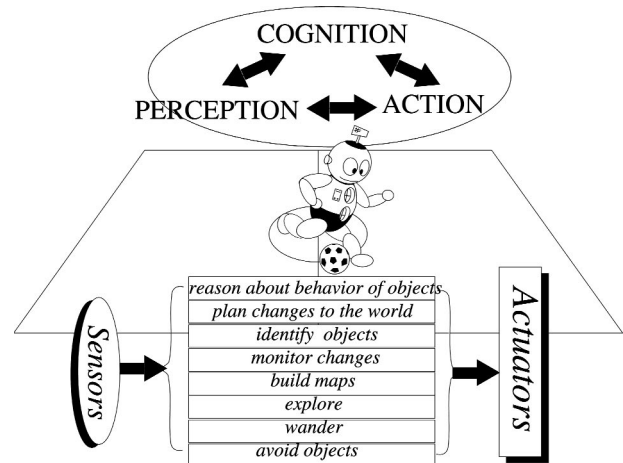 COGNITION
PERCEPTION
ACTION
reason about behavior of objects
plan changes to the world
identify objects
monitor changes
build maps
explore
wander
avoid objects
Sensors
Actuators